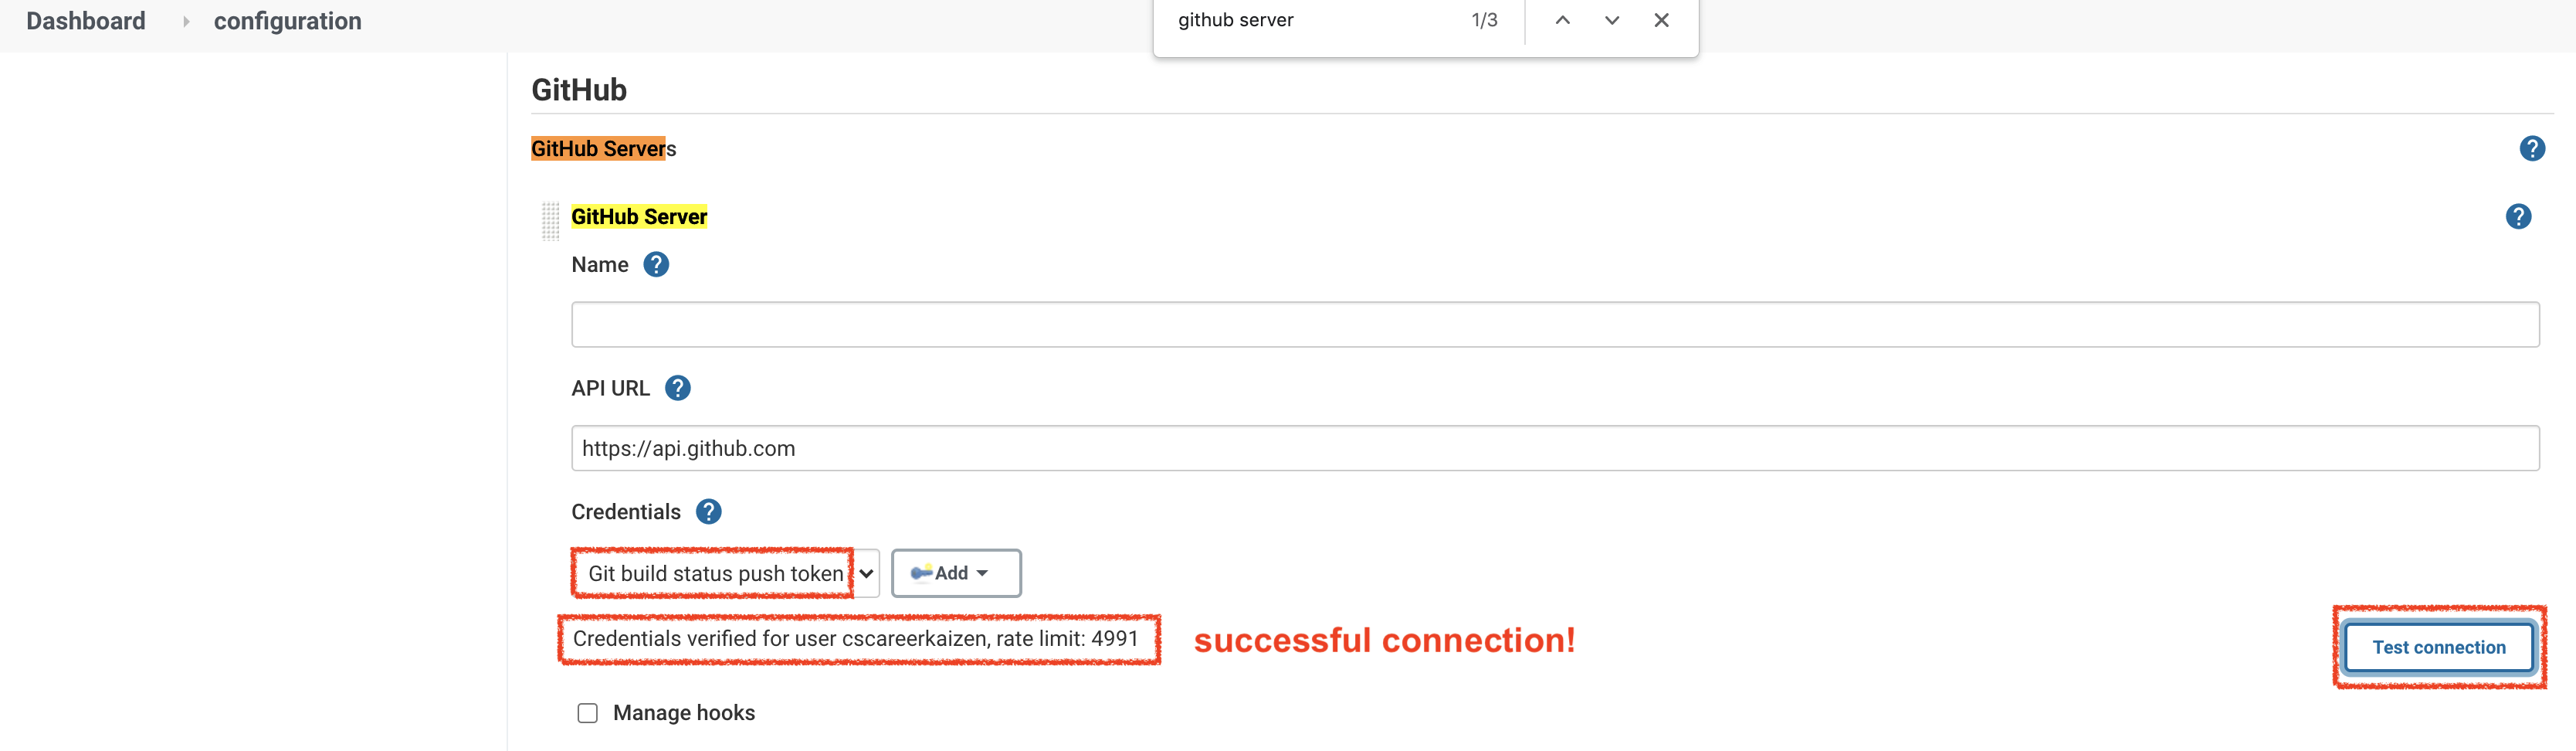 Dashboard configuration
github server 1/3
GitHub
GitHub Servers
GitHub Server
Name
API URL
https://api.github.com
Credentials
Git build status push token Add
Credentials verified for user cscareerkaizen, rate limit: 4991
successful connection!
Test connection
Manage hooks